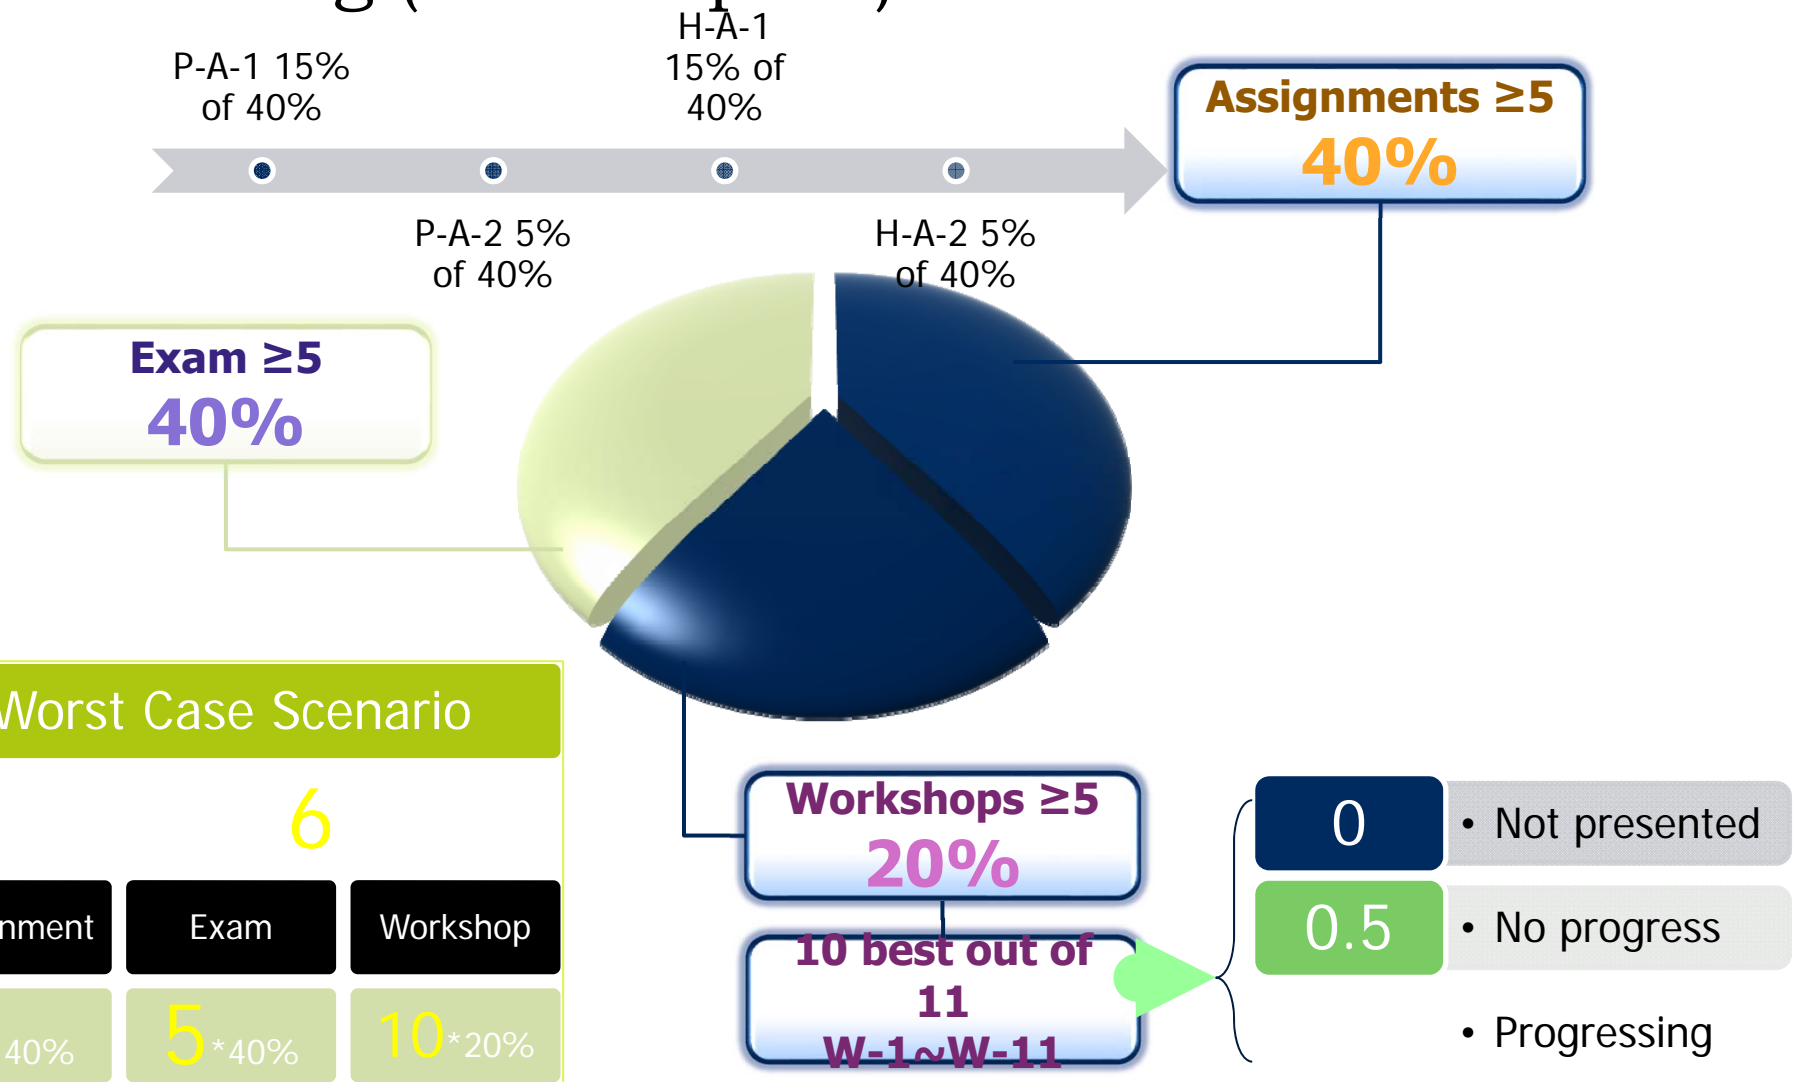 H-A-1
15% of
40%
P-A-1 15%
of 40%
Assignments ≥5
40%
P-A-2 5%
of 40%
H-A-2 5%
of 40%
Exam ≥5
40%
Worst Case Scenario
6
nment
Exam
Workshop
40%
5*40%
10*20%
Workshops ≥5
20%
10 best out of
11
W-1~W-11
0
• Not presented
0.5
• No progress
• Progressing